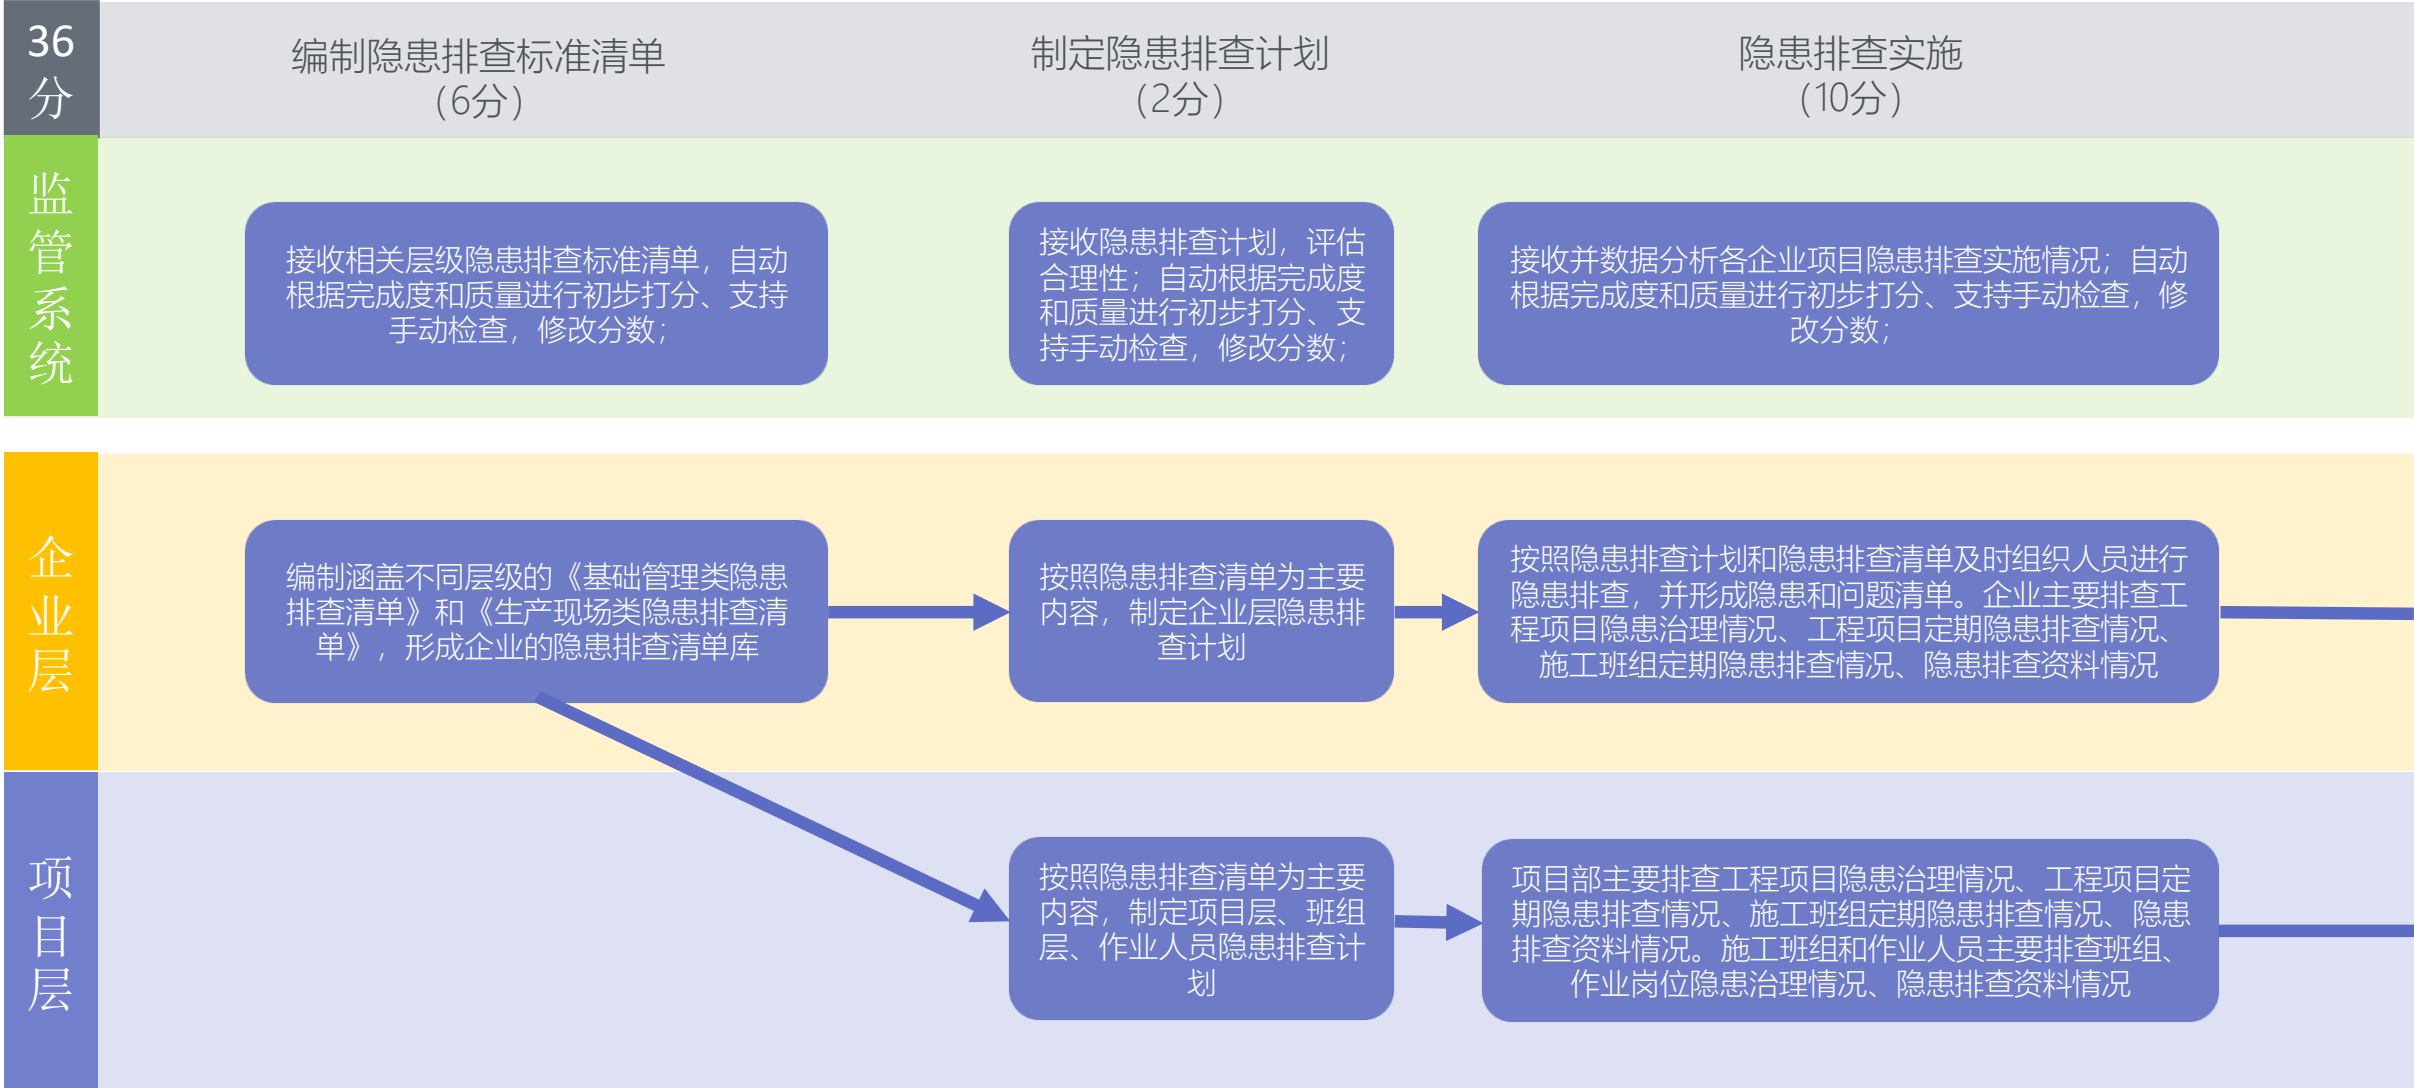 36
分
编制隐患排查标准清单
（6分）
制定隐患排查计划
（2分）
隐患排查实施
（10分）
监
管
系
统
接收相关层级隐患排查标准清单，自动
根据完成度和质量进行初步打分、支持
手动检查，修改分数；
接收隐患排查计划，评估
合理性；自动根据完成度
和质量进行初步打分、支
持手动检查，修改分数；
接收并数据分析各企业项目隐患排查实施情况；自动
根据完成度和质量进行初步打分、支持手动检查，修
改分数；
企
业
层
编制涵盖不同层级的《基础管理类隐患
排查清单》和《生产现场类隐患排查清
单》，形成企业的隐患排查清单库
按照隐患排查清单为主要
内容，制定企业层隐患排
查计划
按照隐患排查计划和隐患排查清单及时组织人员进行
隐患排查，并形成隐患和问题清单。企业主要排查工
程项目隐患治理情况、工程项目定期隐患排查情况、
施工班组定期隐患排查情况、隐患排查资料情况
项
目
层
按照隐患排查清单为主要
内容，制定项目层、班组
层、作业人员隐患排查计
划
项目部主要排查工程项目隐患治理情况、工程项目定
期隐患排查情况、施工班组定期隐患排查情况、隐患
排查资料情况。施工班组和作业人员主要排查班组、
作业岗位隐患治理情况、隐患排查资料情况